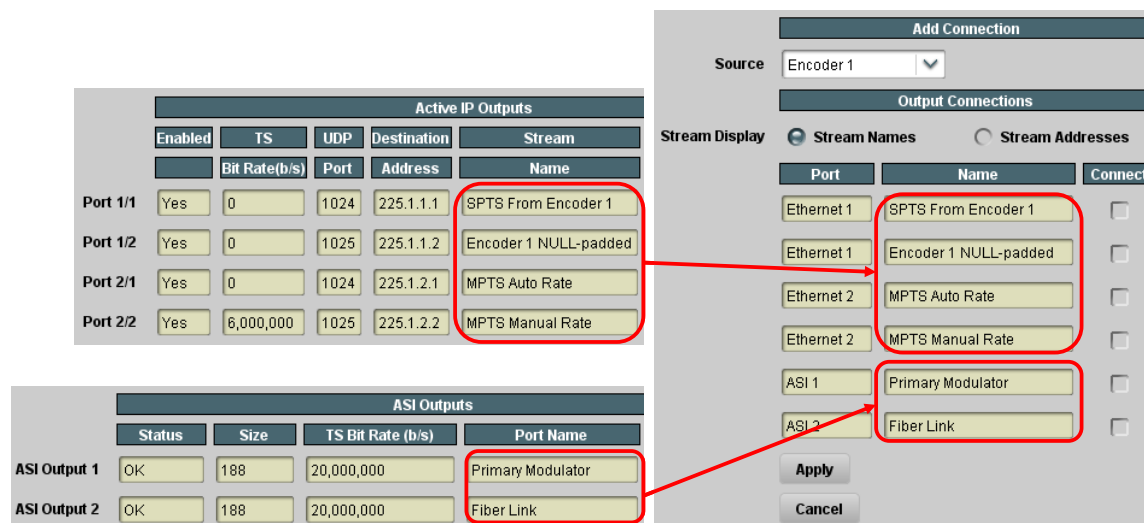 Active IP Outputs
Enabled TS UDP Destination Stream
Bit Rate(b/s) Port Address Name
Port 1/1 Yes 0 1024 225.1.1.1 SPTS From Encoder 1
Port 1/2 Yes 0 1025 225.1.1.2 Encoder 1 NULL-padded
Port 2/1 Yes 0 1024 225.1.2.1 MPTS Auto Rate
Port 2/2 Yes 6,000,000 1025 225.1.2.2 MPTS Manual Rate
ASI Outputs
Status Size TS Bit Rate (b/s) Port Name
ASI Output 1 OK 188 20,000,000 Primary Modulator
ASI Output 2 OK 188 20,000,000 Fiber Link
Add Connection
Source Encoder 1
Output Connections
Stream Display Stream Names Stream Addresses
Port Name Connect
Ethernet 1 SPTS From Encoder 1
Ethernet 1 Encoder 1 NULL-padded
Ethernet 2 MPTS Auto Rate
Ethernet 2 MPTS Manual Rate
ASI 1 Primary Modulator
ASI 2 Fiber Link
Apply
Cancel